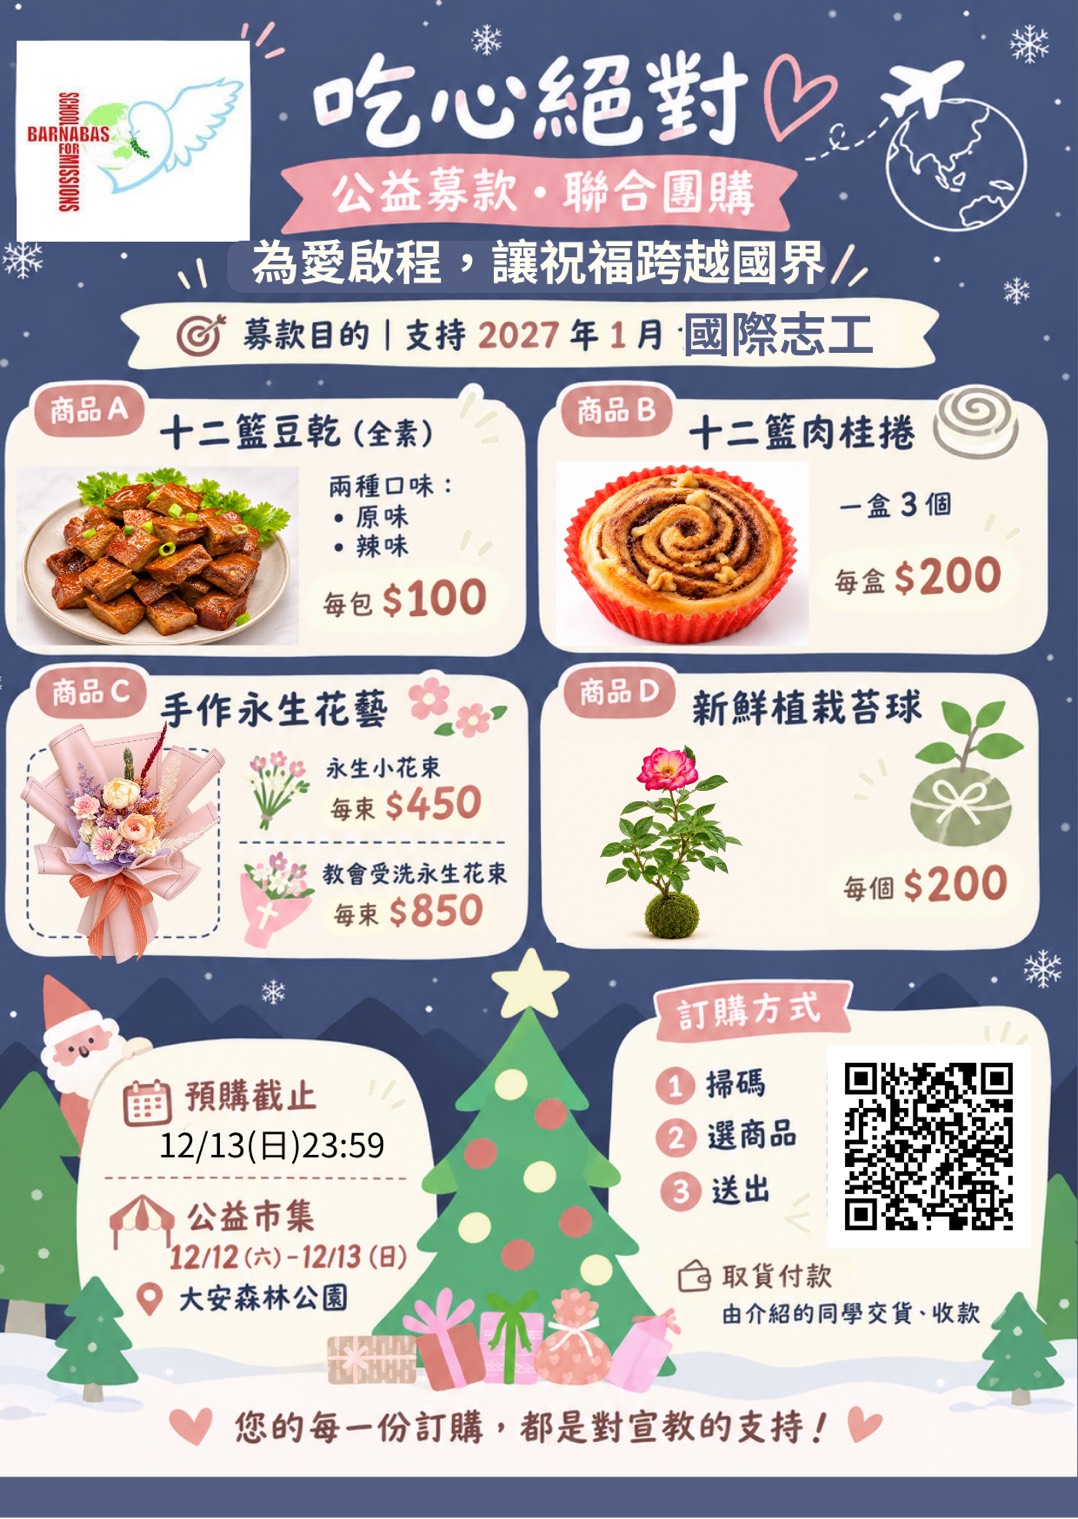 SCHOOL FOR MISSIONS
BARNABAS
吃心絕對
公益募款・聯合團購
為愛啟程，讓祝福跨越國界
募款目的｜支持 2027 年 1 月 國際志工
商品 A
十二籃豆乾（全素）
兩種口味：
• 原味
• 辣味
每包 $100
商品 B
十二籃肉桂捲
一盒 3 個
每盒 $200
商品 C
手作永生花藝
永生小花束
每束 $450
教會受洗永生花束
每束 $850
商品 D
新鮮植栽苔球
每個 $200
預購截止
12/13(日)23:59
公益市集
12/12（六）-12/13（日）
大安森林公園
訂購方式
1 掃碼
2 選商品
3 送出
取貨付款
由介紹的同學交貨、收款
您的每一份訂購，都是對宣教的支持！